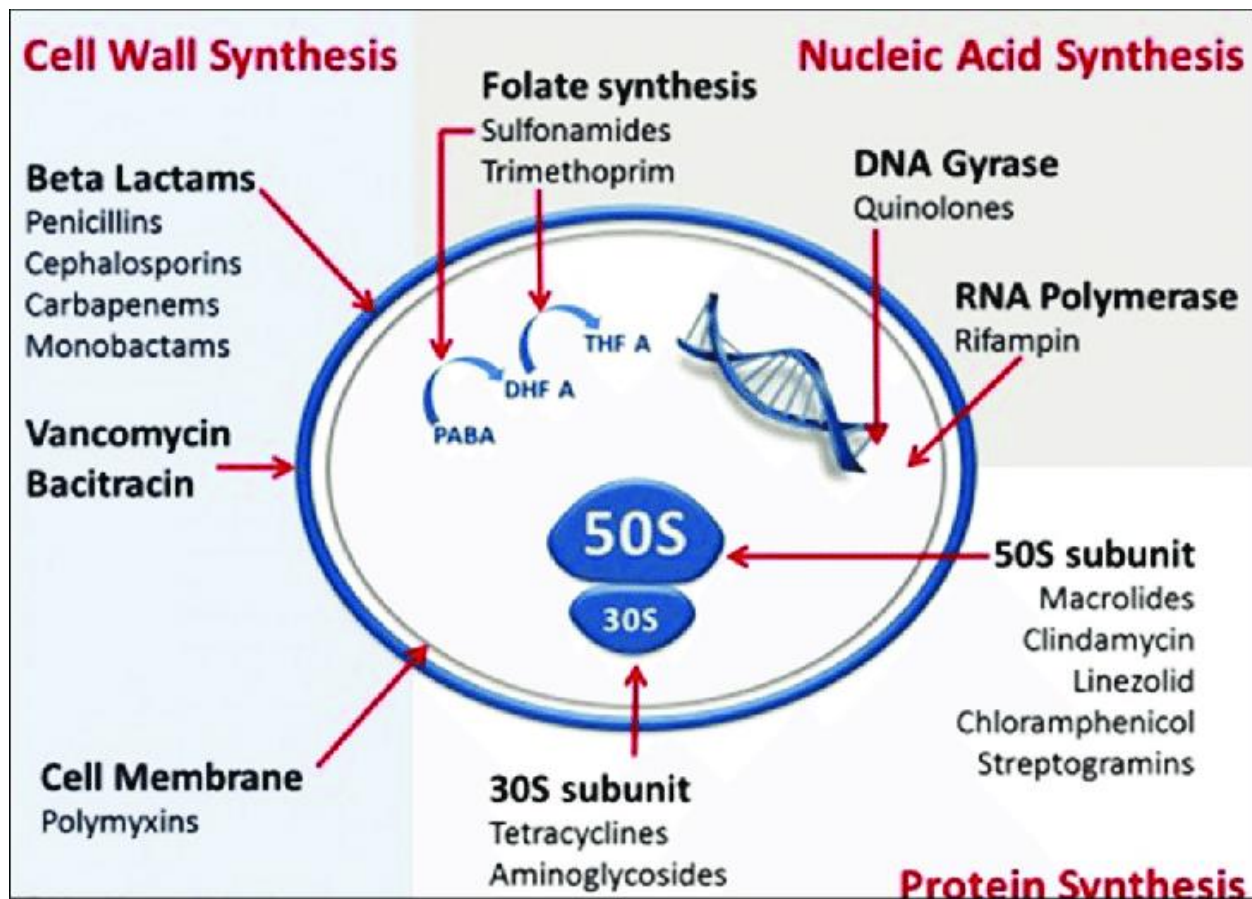 Cell Wall Synthesis
Nucleic Acid Synthesis
Folate synthesis
Sulfonamides
Trimethoprim
Beta Lactams
Penicillins
Cephalosporins
Carbapenems
Monobactams
DNA Gyrase
Quinolones
RNA Polymerase
Rifampin
THF A
DHF A
PABA
Vancomycin
Bacitracin
50S
30S
50S subunit
Macrolides
Clindamycin
Linezolid
Chloramphenicol
Streptogramins
Cell Membrane
Polymyxins
30S subunit
Tetracyclines
Aminoglycosides
Protein Synthesis